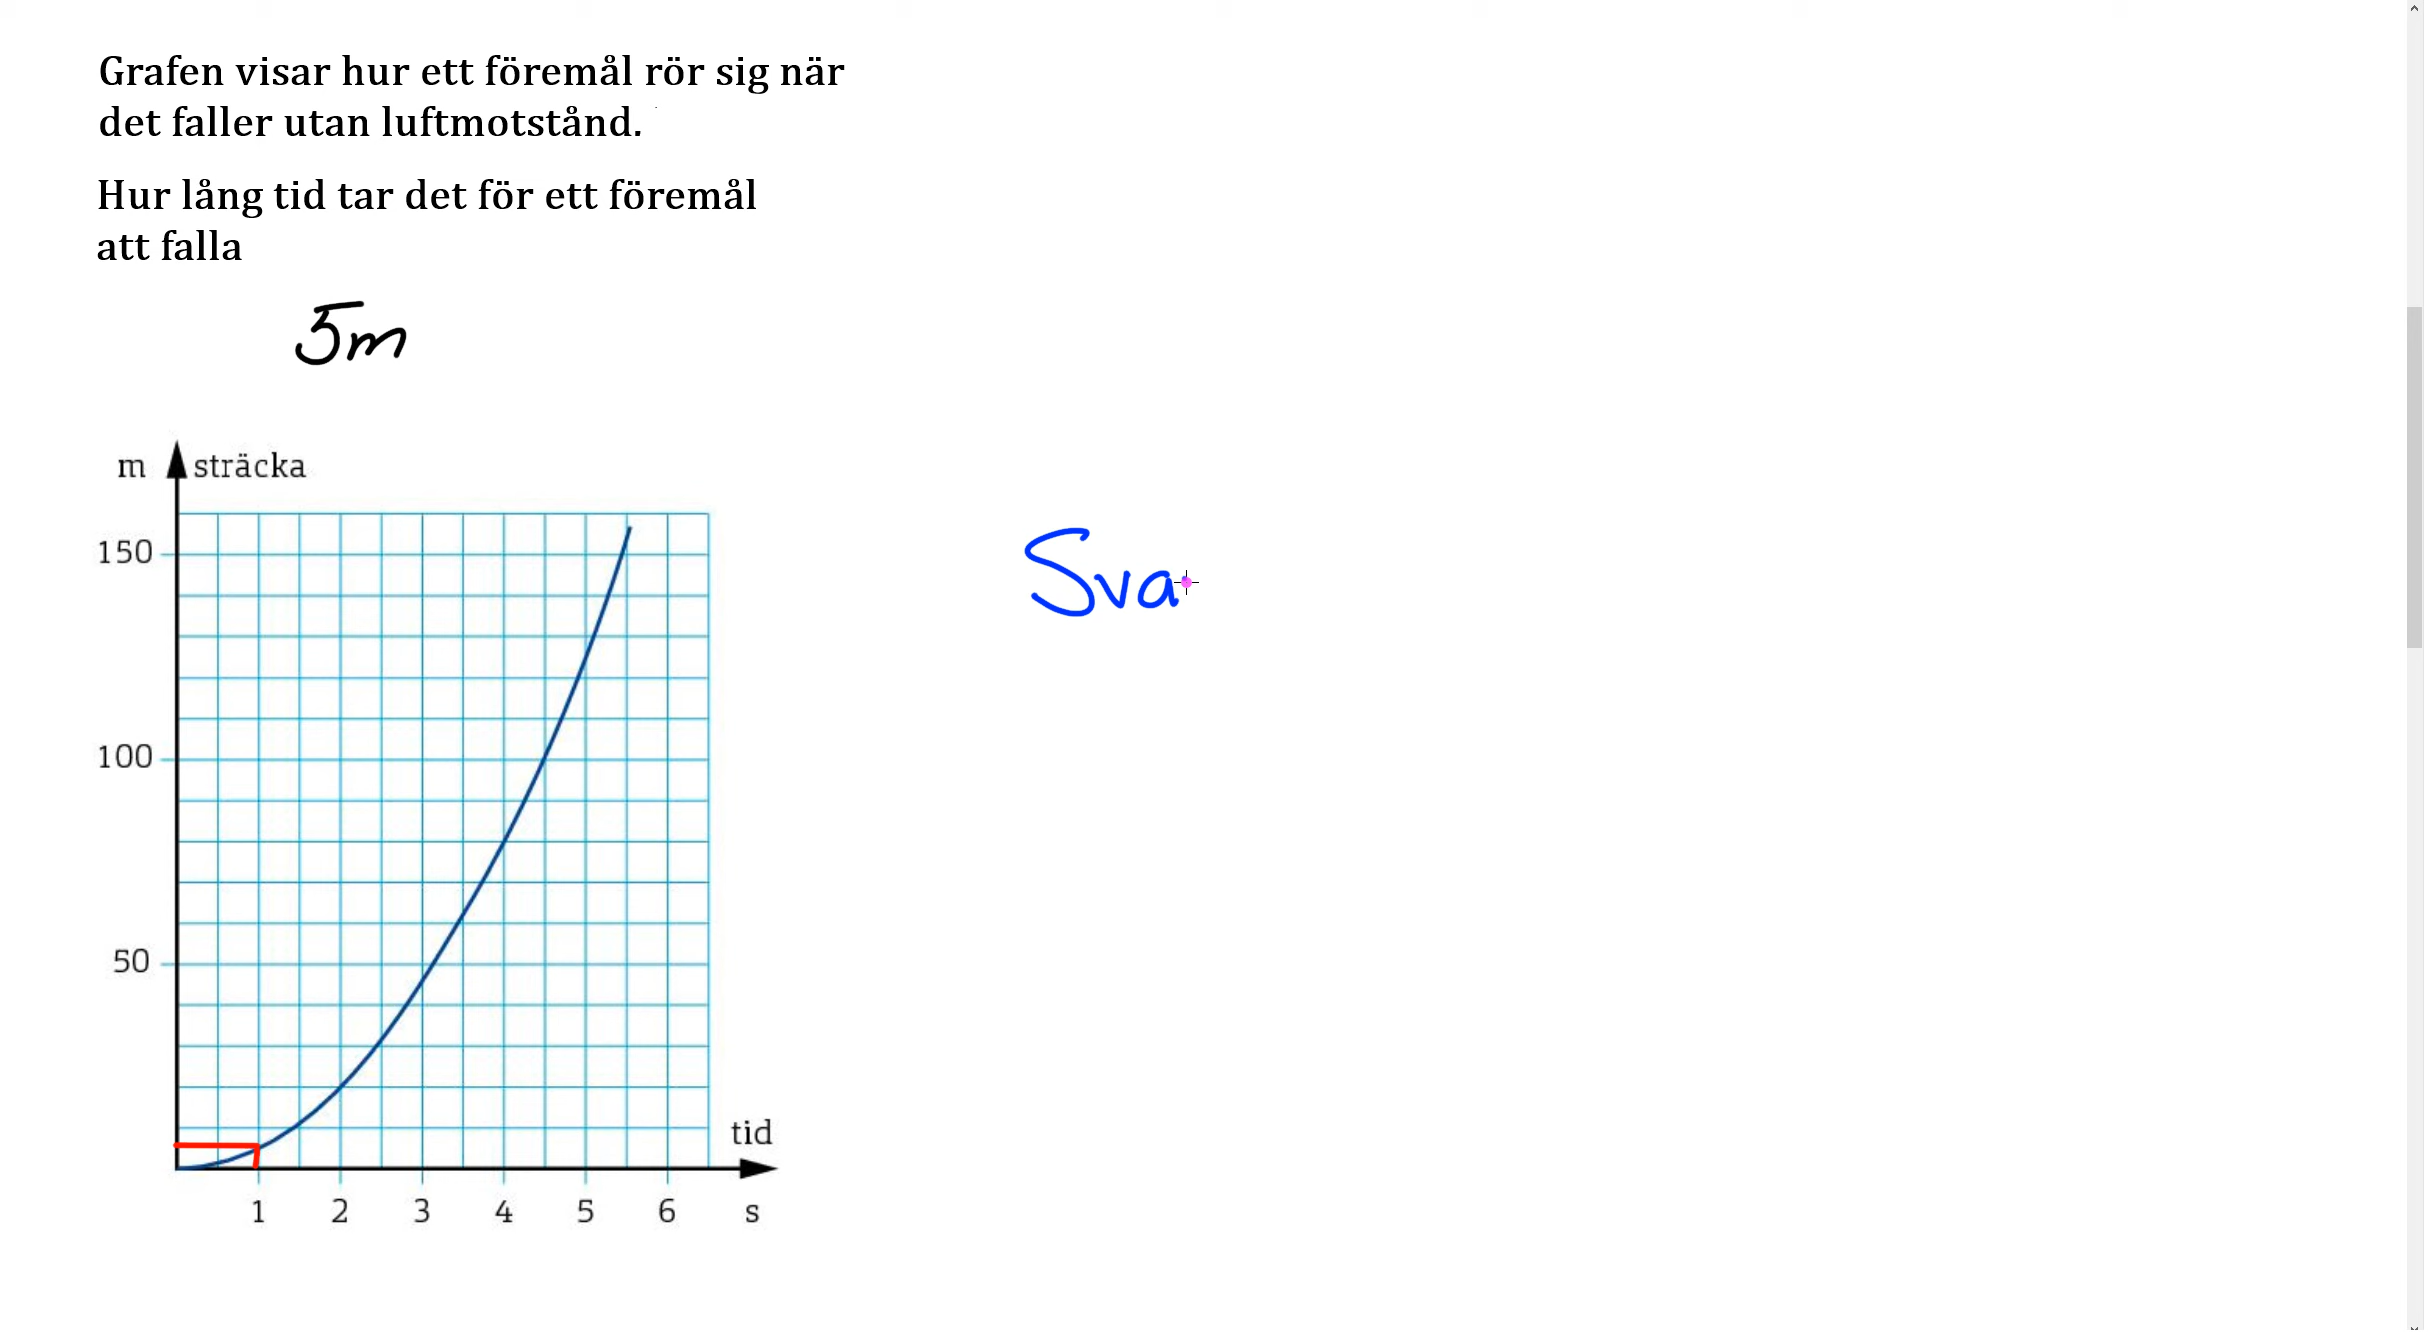 Grafen visar hur ett föremål rör sig när
det faller utan luftmotstånd.
Hur lång tid tar det för ett föremål
att falla
5m
m sträcka
150
100
50
tid
1 2 3 4 5 6 s
Sva